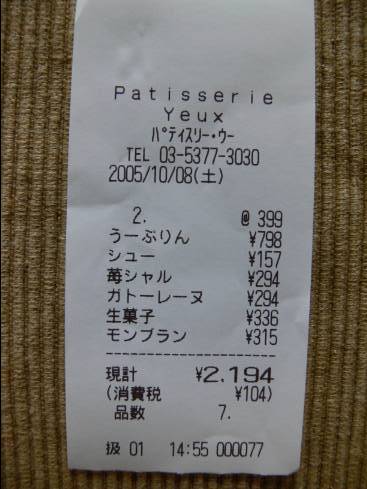 Patisserie
Yeux
ﾊﾟﾃｨｽﾘｰ･ｳｰ
TEL 03-5377-3030
2005/10/08(土)
2. @ 399
うーぷりん ¥798
シュー ¥157
苺シャル ¥294
ガトーレーヌ ¥294
生菓子 ¥336
モンブラン ¥315
現計 ¥2,194
(消費税 ¥104)
品数 7.
扱 01 14:55 000077